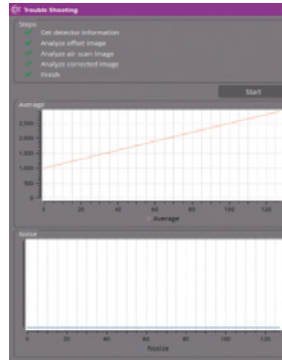 Trouble Shooting
Steps
Get detector information
Analyze offset image
Analyze air scan image
Analyze corrected image
Finish
Start
Average
2,500
2,000
1,500
1,000
500
0
0 20 40 60 80 100 120
Average
Noise
0 20 40 60 80 100 120